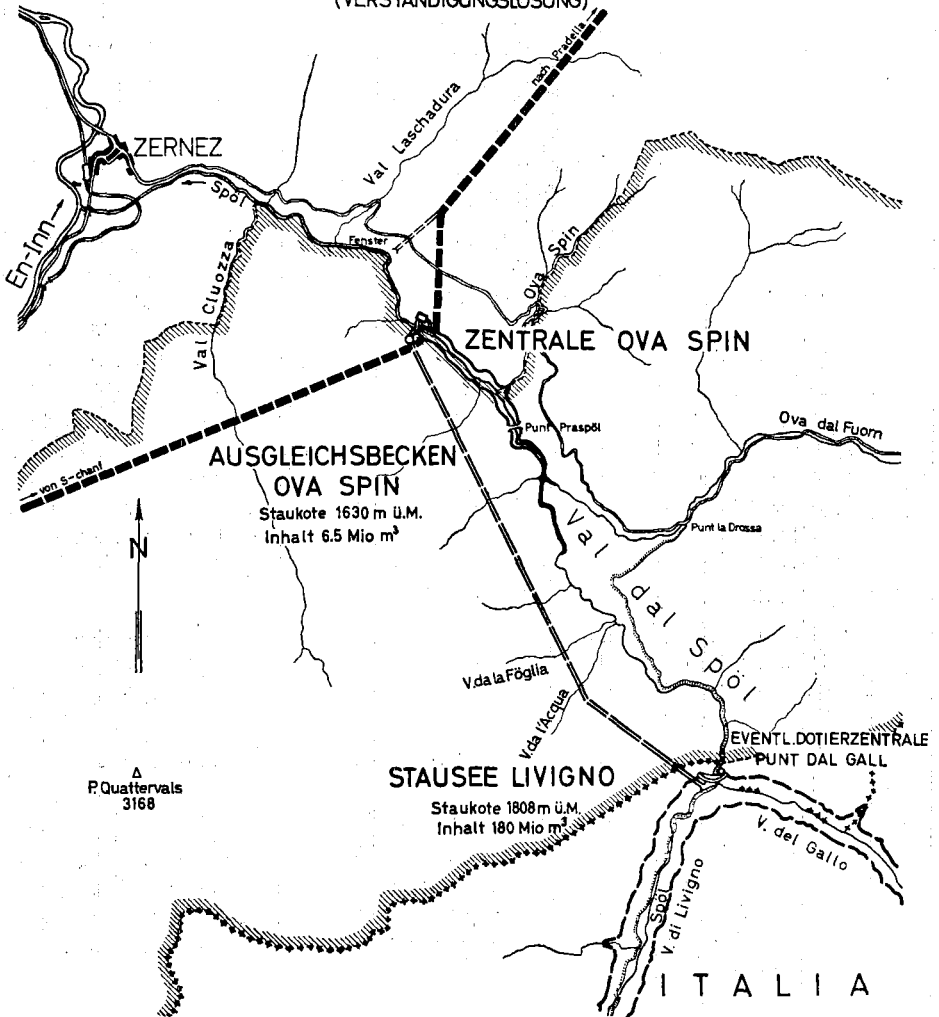 (VERSTÄNDIGUNGSLÖSUNG)
nach Pradella
Val Laschadura
ZERNEZ
Spöl
En-Inn
Fenster
Val Cluozza
Ova Spin
ZENTRALE OVA SPIN
Punt Praspöl
Ova dal Fuorn
von S-chanf
AUSGLEICHSBECKEN
OVA SPIN
Staukote 1630 m ü.M.
Inhalt 6.5 Mio m³
Punt la Drossa
N
Val dal Spöl
V. da la Föglia
V. da l'Acqua
EVENTL. DOTIERZENTRALE
PUNT DAL GALL
STAUSEE LIVIGNO
Staukote 1808 m ü.M.
Inhalt 180 Mio m³
P. Quattervals
3168
V. del Gallo
Spöl
V. di Livigno
ITALIA